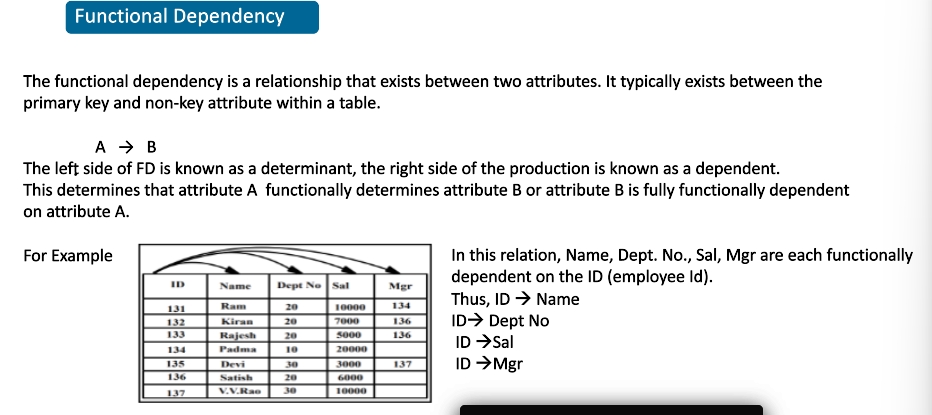 Functional Dependency
The functional dependency is a relationship that exists between two attributes. It typically exists between the
primary key and non-key attribute within a table.
A → B
The left side of FD is known as a determinant, the right side of the production is known as a dependent.
This determines that attribute A functionally determines attribute B or attribute B is fully functionally dependent
on attribute A.
For Example
ID Name Dept No Sal Mgr
131 Ram 20 10000 134
132 Kiran 20 7000 136
133 Rajesh 20 5000 136
134 Padma 10 20000
135 Devi 30 3000 137
136 Satish 20 6000
137 V.V.Rao 30 10000
In this relation, Name, Dept. No., Sal, Mgr are each functionally
dependent on the ID (employee Id).
Thus, ID → Name
ID→ Dept No
ID →Sal
ID →Mgr